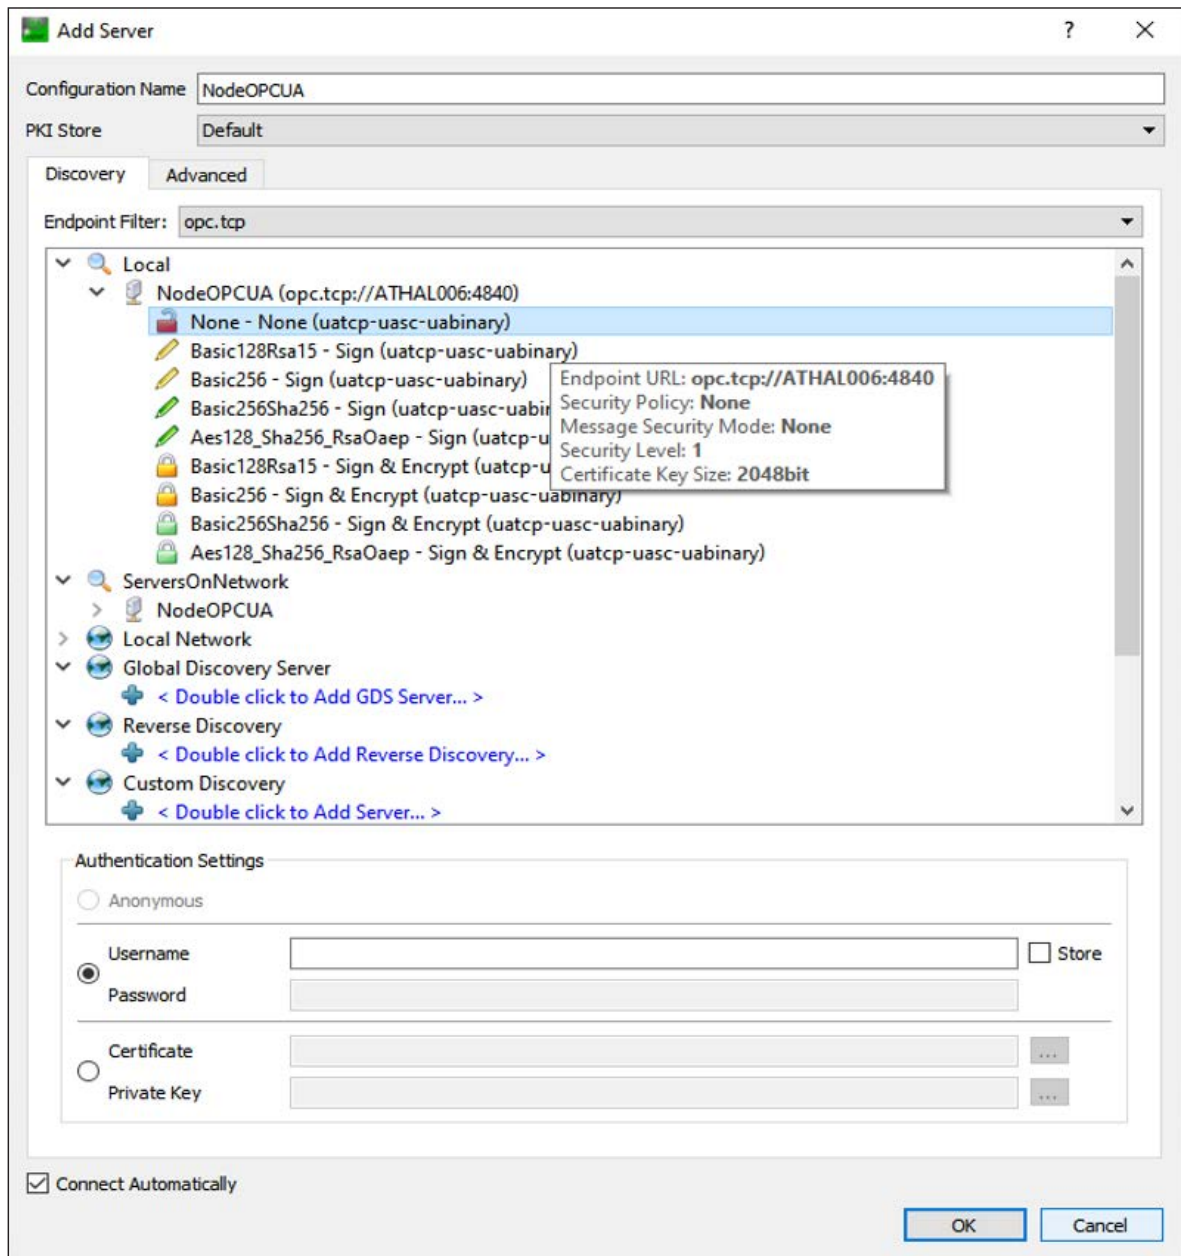 Add Server
?
Configuration Name NodeOPCUA
PKI Store Default
Discovery Advanced
Endpoint Filter: opc.tcp
Local
NodeOPCUA (opc.tcp://ATHAL006:4840)
None - None (uatcp-uasc-uabinary)
Basic128Rsa15 - Sign (uatcp-uasc-uabinary)
Basic256 - Sign (uatcp-uasc-uabinary)
Basic256Sha256 - Sign (uatcp-uasc-uabin
Aes128_Sha256_RsaOaep - Sign (uatcp-u
Basic128Rsa15 - Sign & Encrypt (uatcp-u
Basic256 - Sign & Encrypt (uatcp-uasc-uabinary)
Basic256Sha256 - Sign & Encrypt (uatcp-uasc-uabinary)
Aes128_Sha256_RsaOaep - Sign & Encrypt (uatcp-uasc-uabinary)
Endpoint URL: opc.tcp://ATHAL006:4840
Security Policy: None
Message Security Mode: None
Security Level: 1
Certificate Key Size: 2048bit
ServersOnNetwork
NodeOPCUA
Local Network
Global Discovery Server
< Double click to Add GDS Server... >
Reverse Discovery
< Double click to Add Reverse Discovery... >
Custom Discovery
< Double click to Add Server... >
Authentication Settings
Anonymous
Username
Store
Password
Certificate
...
Private Key
...
Connect Automatically
OK Cancel